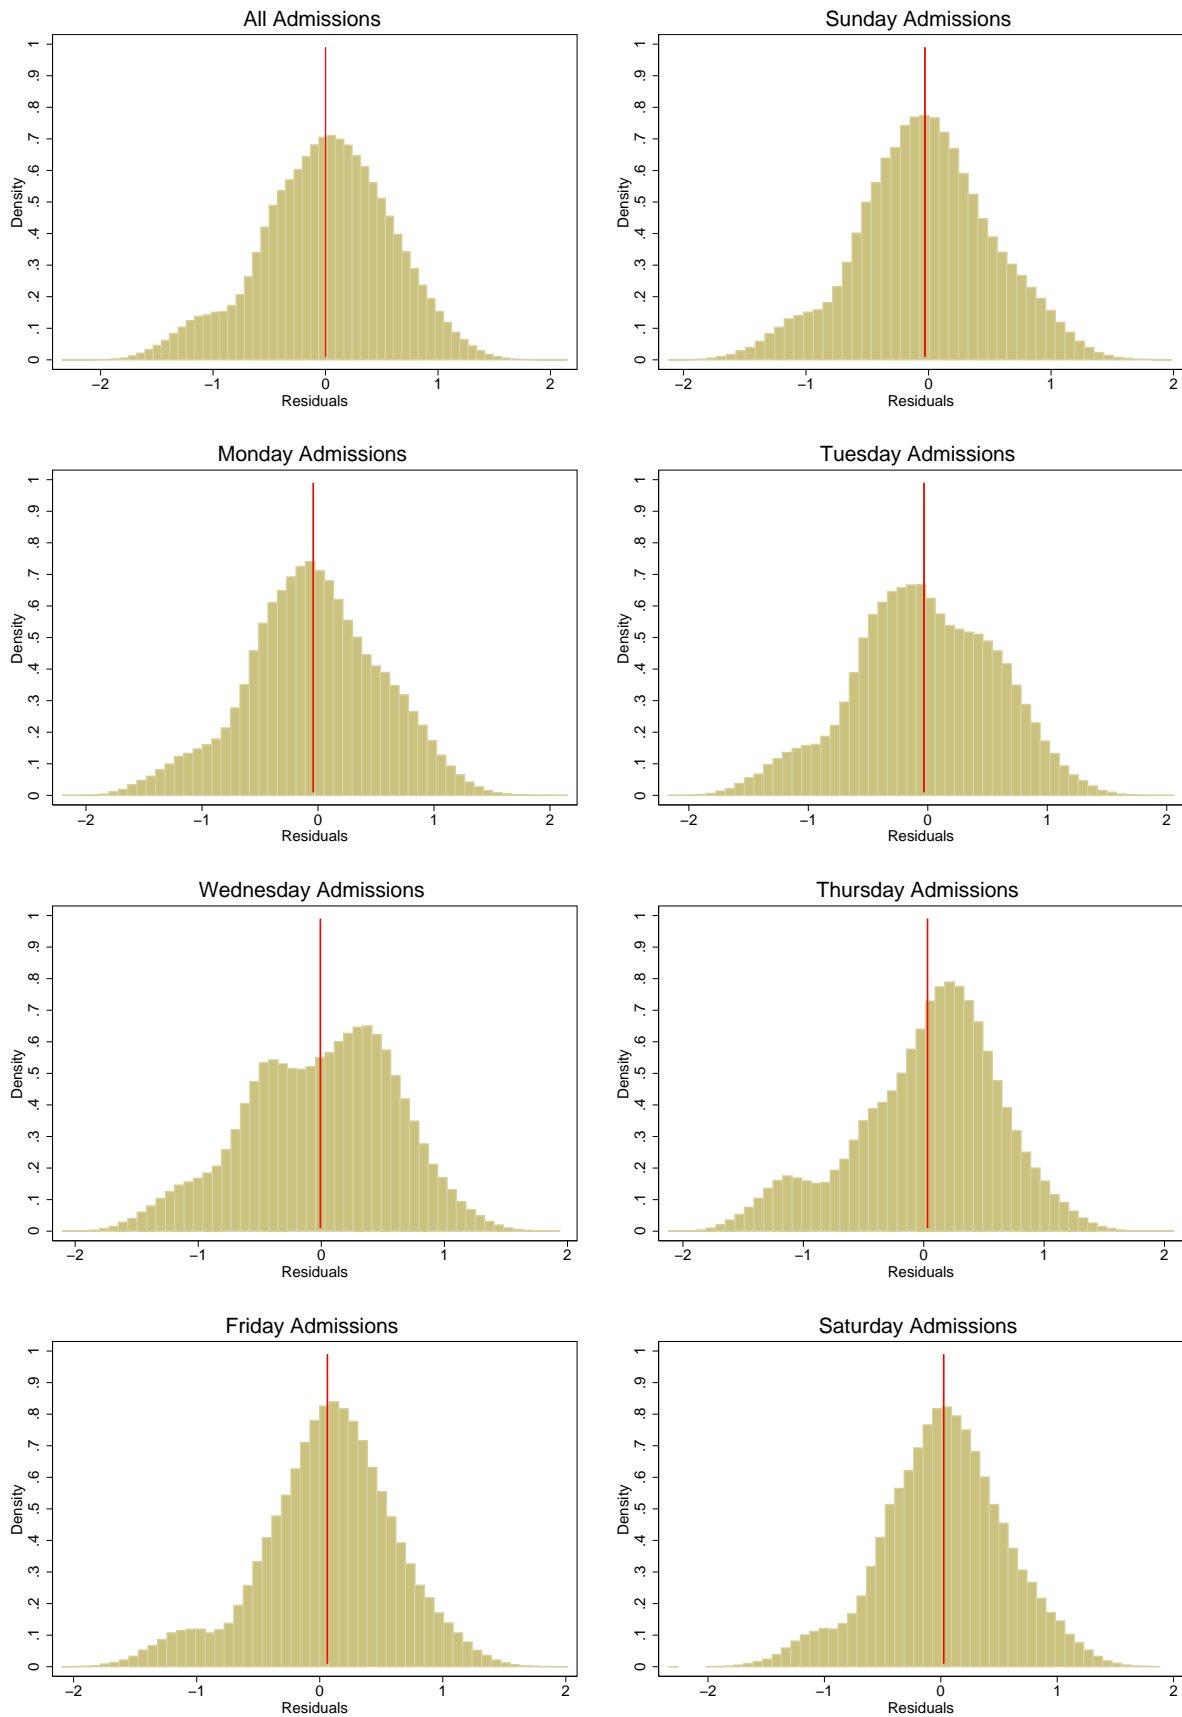 All Admissions
Density
0 .1 .2 .3 .4 .5 .6 .7 .8 .9 1
−2 −1 0 1 2
Residuals
Sunday Admissions
Density
0 .1 .2 .3 .4 .5 .6 .7 .8 .9 1
−2 −1 0 1 2
Residuals
Monday Admissions
Density
0 .1 .2 .3 .4 .5 .6 .7 .8 .9 1
−2 −1 0 1 2
Residuals
Tuesday Admissions
Density
0 .1 .2 .3 .4 .5 .6 .7 .8 .9 1
−2 −1 0 1 2
Residuals
Wednesday Admissions
Density
0 .1 .2 .3 .4 .5 .6 .7 .8 .9 1
−2 −1 0 1 2
Residuals
Thursday Admissions
Density
0 .1 .2 .3 .4 .5 .6 .7 .8 .9 1
−2 −1 0 1 2
Residuals
Friday Admissions
Density
0 .1 .2 .3 .4 .5 .6 .7 .8 .9 1
−2 −1 0 1 2
Residuals
Saturday Admissions
Density
0 .1 .2 .3 .4 .5 .6 .7 .8 .9 1
−2 −1 0 1 2
Residuals